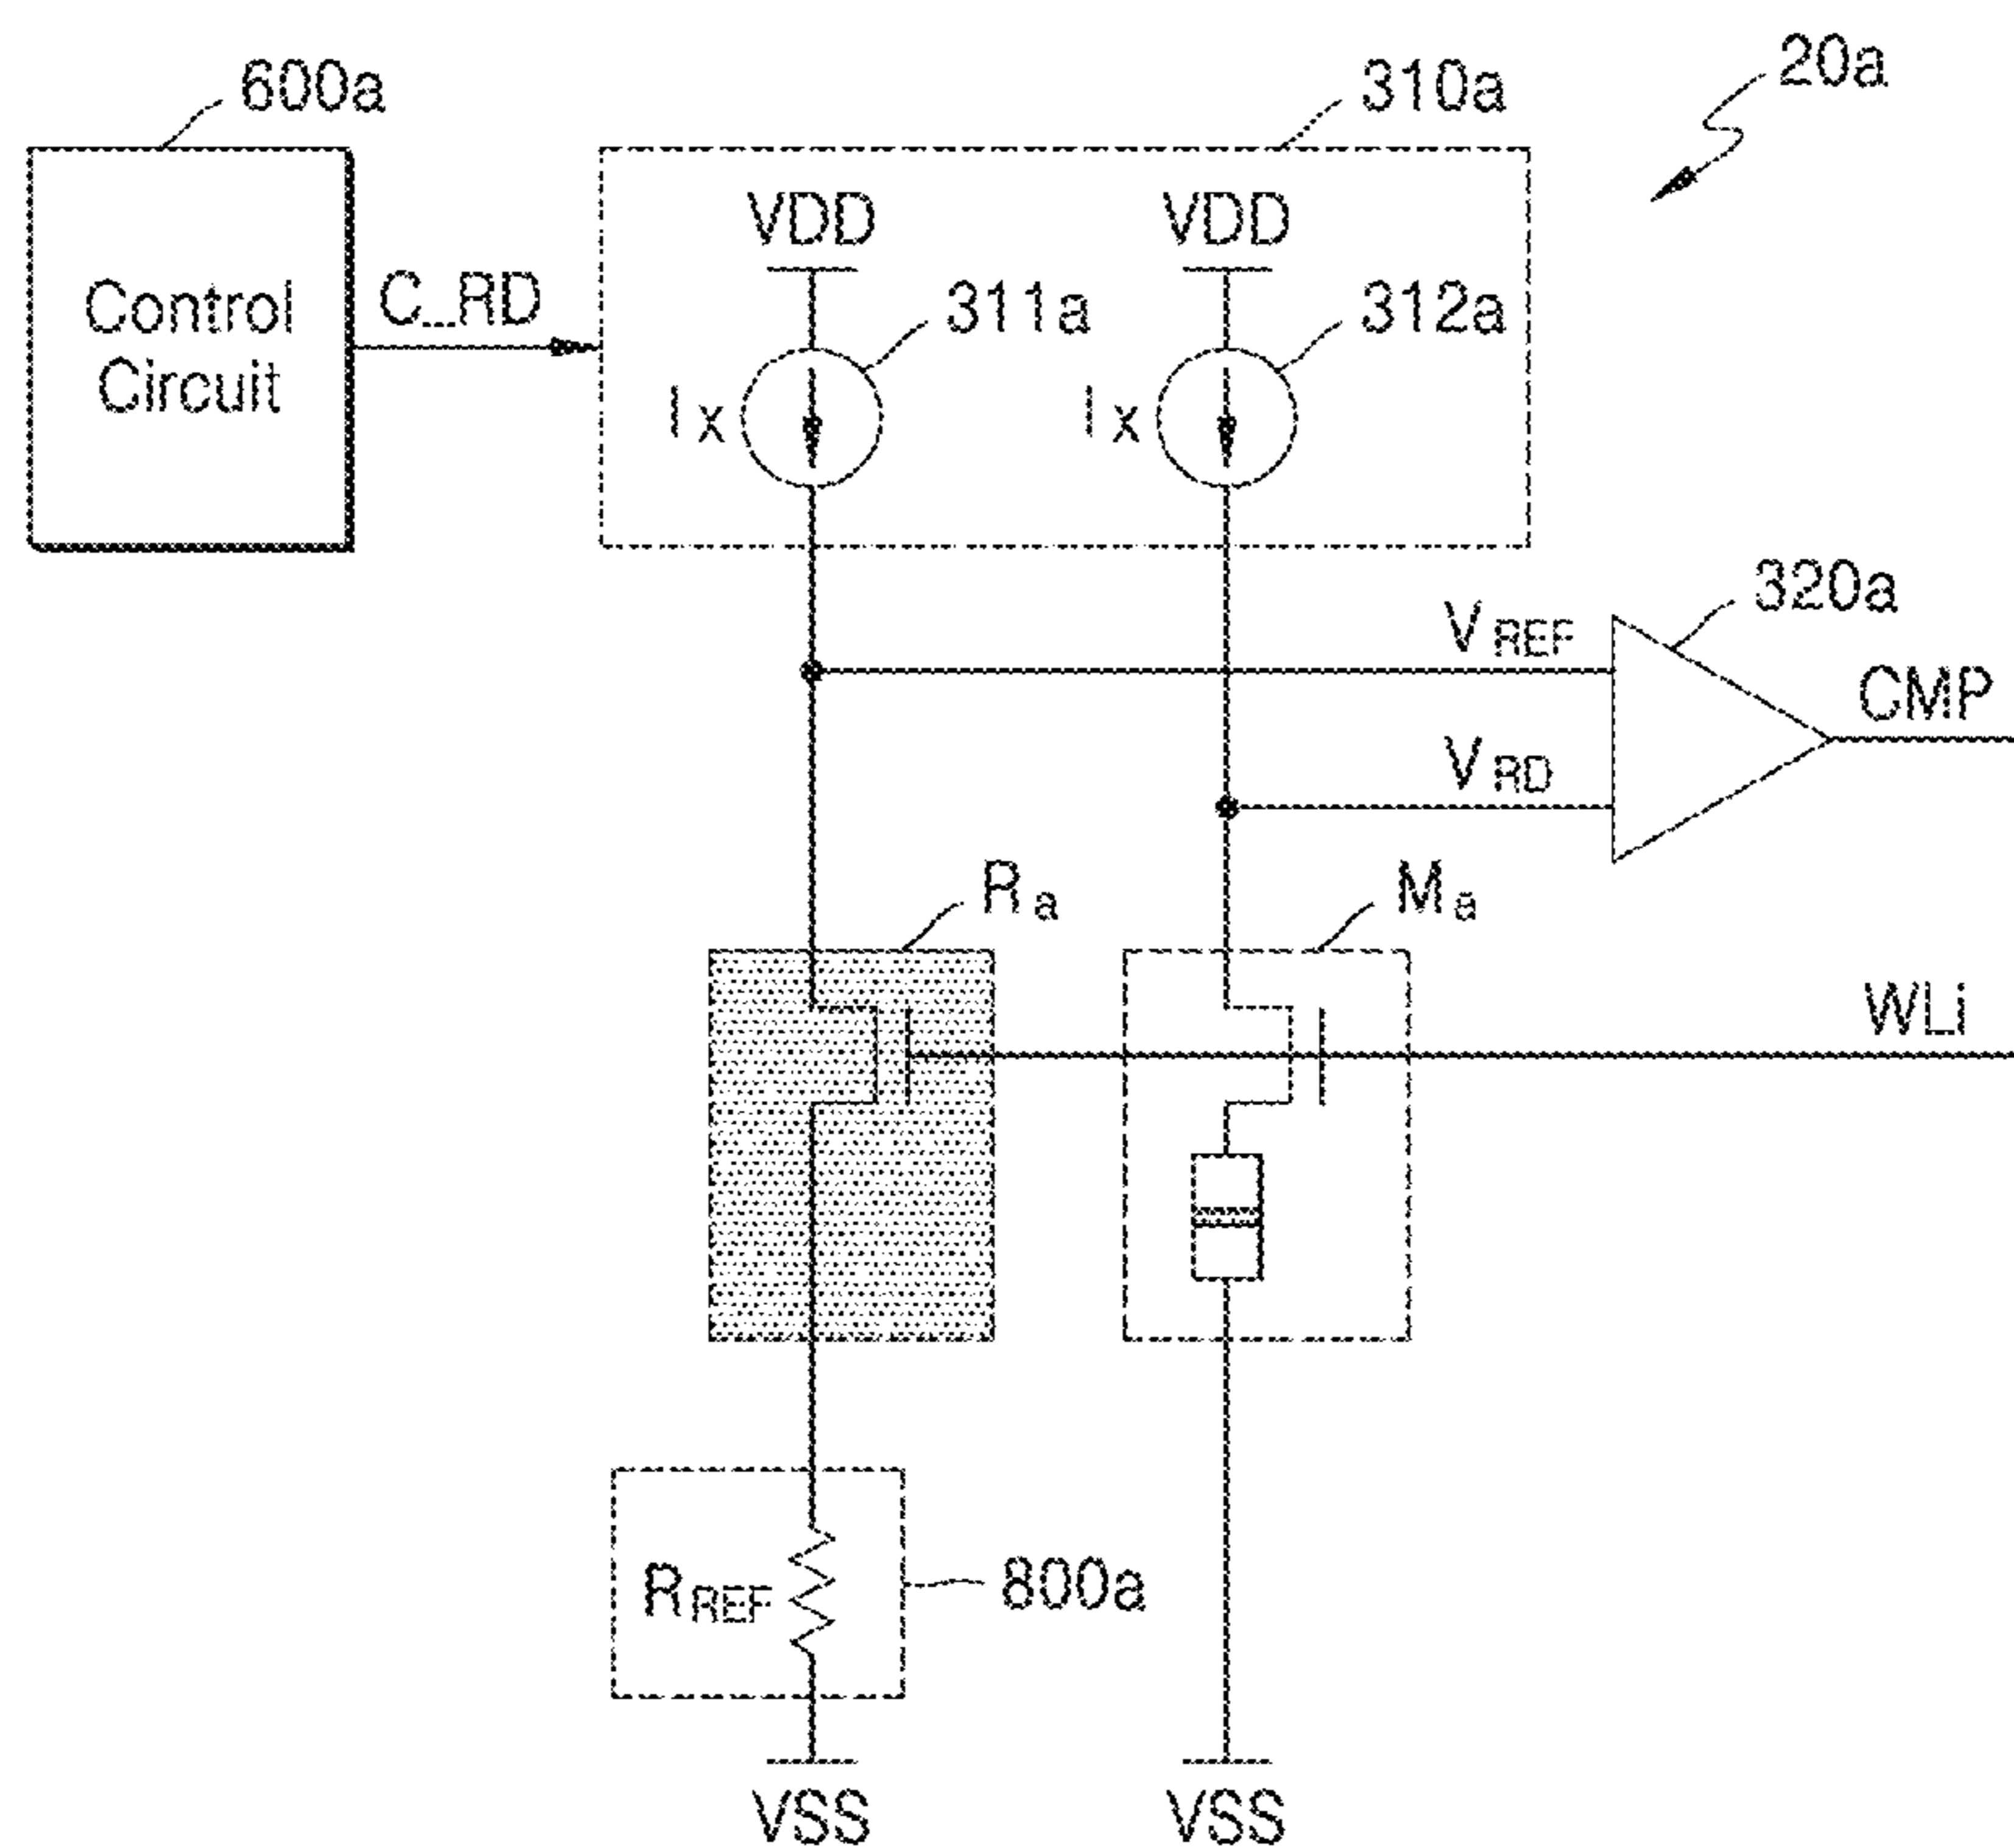 600a
310a
20a
VDD
VDD
Control
Circuit
C_RD
311a
312a
Ix
Ix
320a
VREF
CMP
VRD
Ra
Ma
WLi
RREF
800a
VSS
VSS